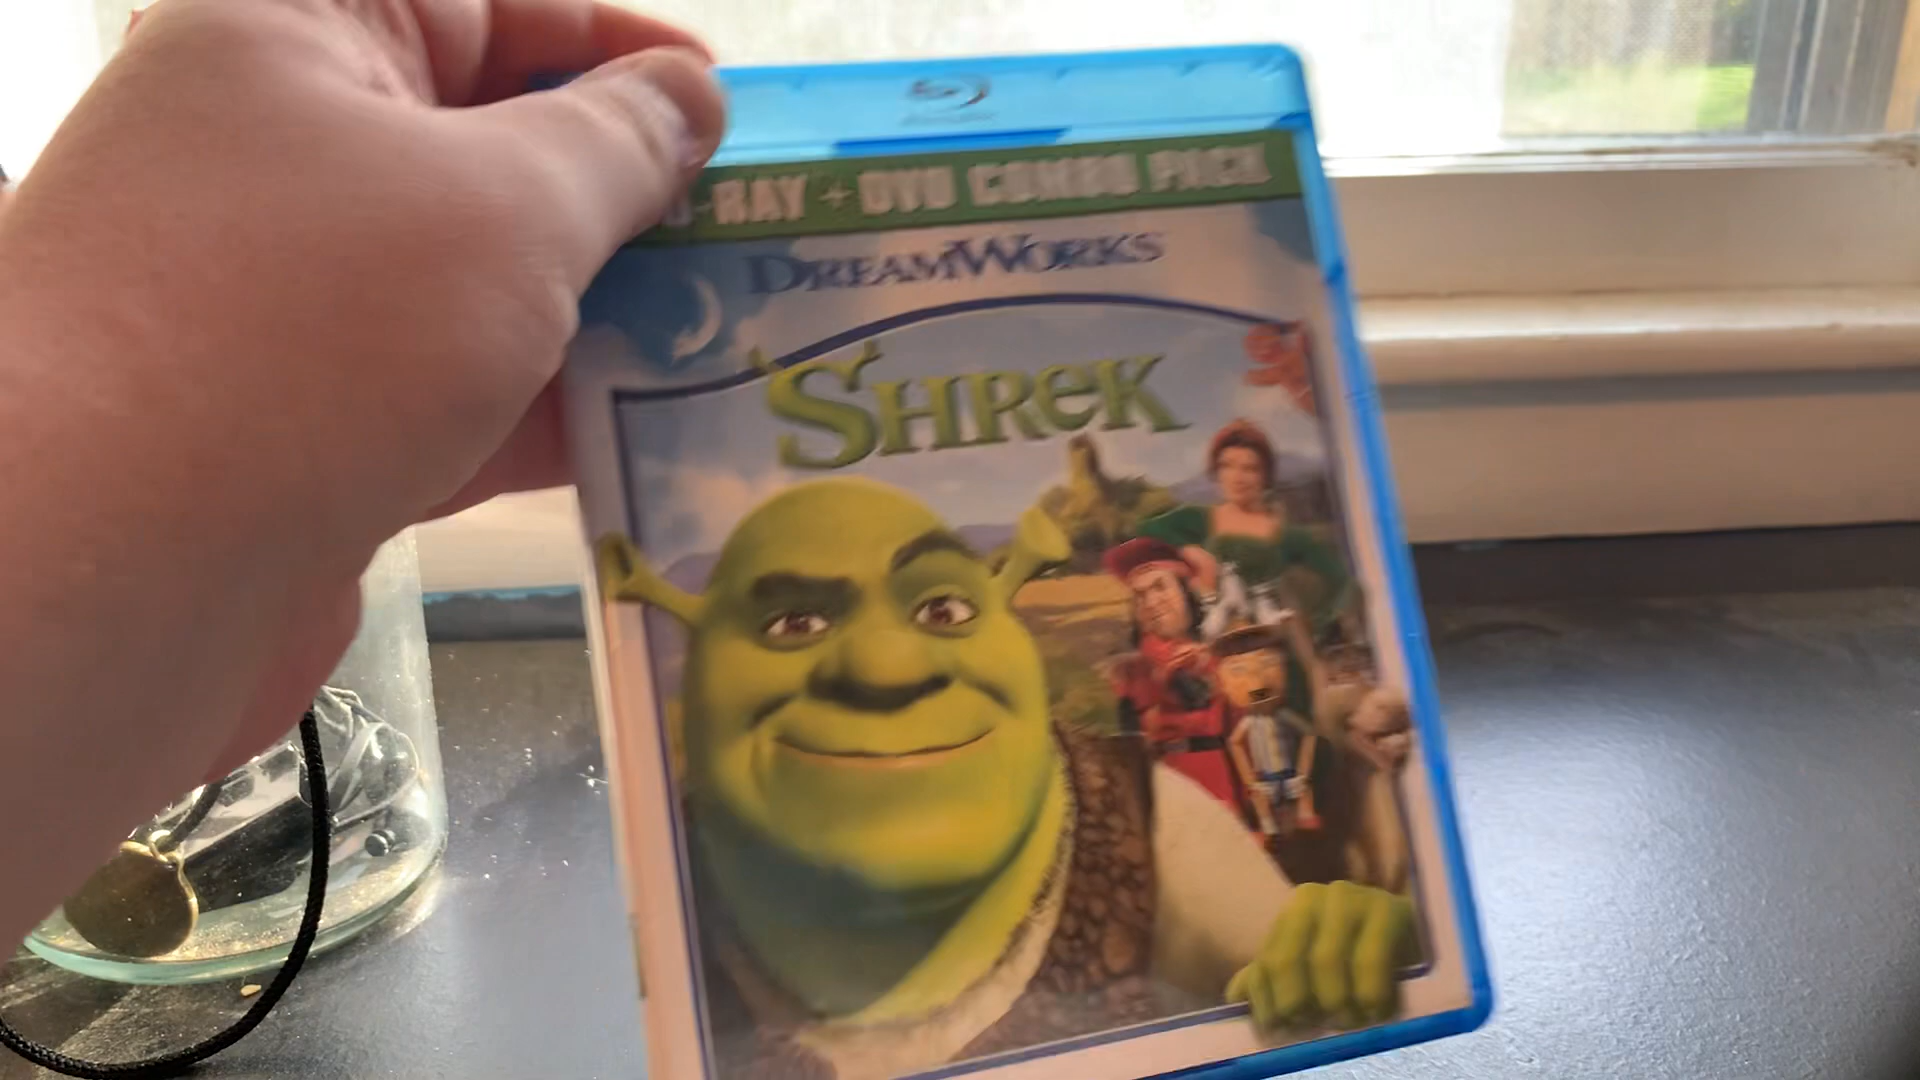 -RAY + DVD COMBO PACK
DREAMWORKS
SHREK